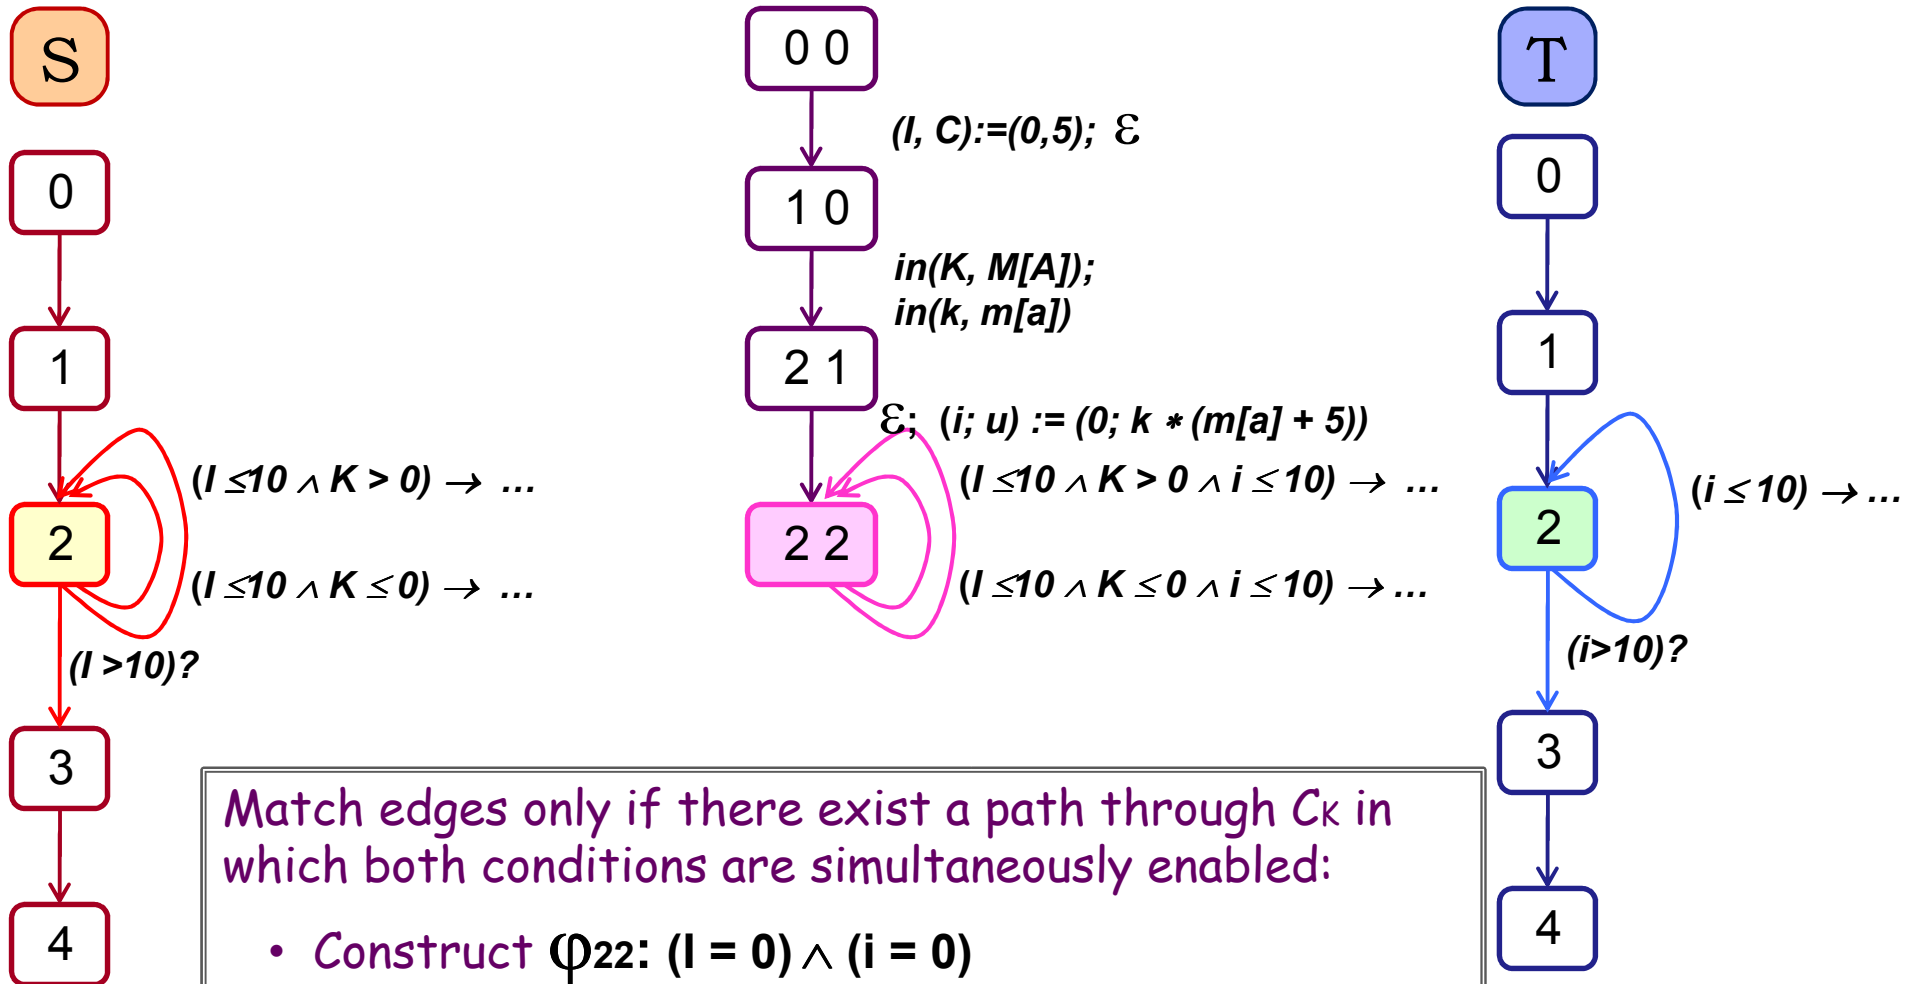 S
0
1
2
3
4
(I ≤10 ∧ K > 0) → ...
(I ≤10 ∧ K ≤ 0) → ...
(I >10)?
0 0
1 0
2 1
2 2
(I, C):=(0,5); ε
in(K, M[A]);
in(k, m[a])
ε; (i; u) := (0; k * (m[a] + 5))
(I ≤10 ∧ K > 0 ∧ i ≤ 10) → ...
(I ≤10 ∧ K ≤ 0 ∧ i ≤ 10) → ...
T
0
1
2
3
4
(i ≤ 10) → ...
(i>10)?
Match edges only if there exist a path through CK in
which both conditions are simultaneously enabled:
• Construct φ22: (I = 0) ∧ (i = 0)